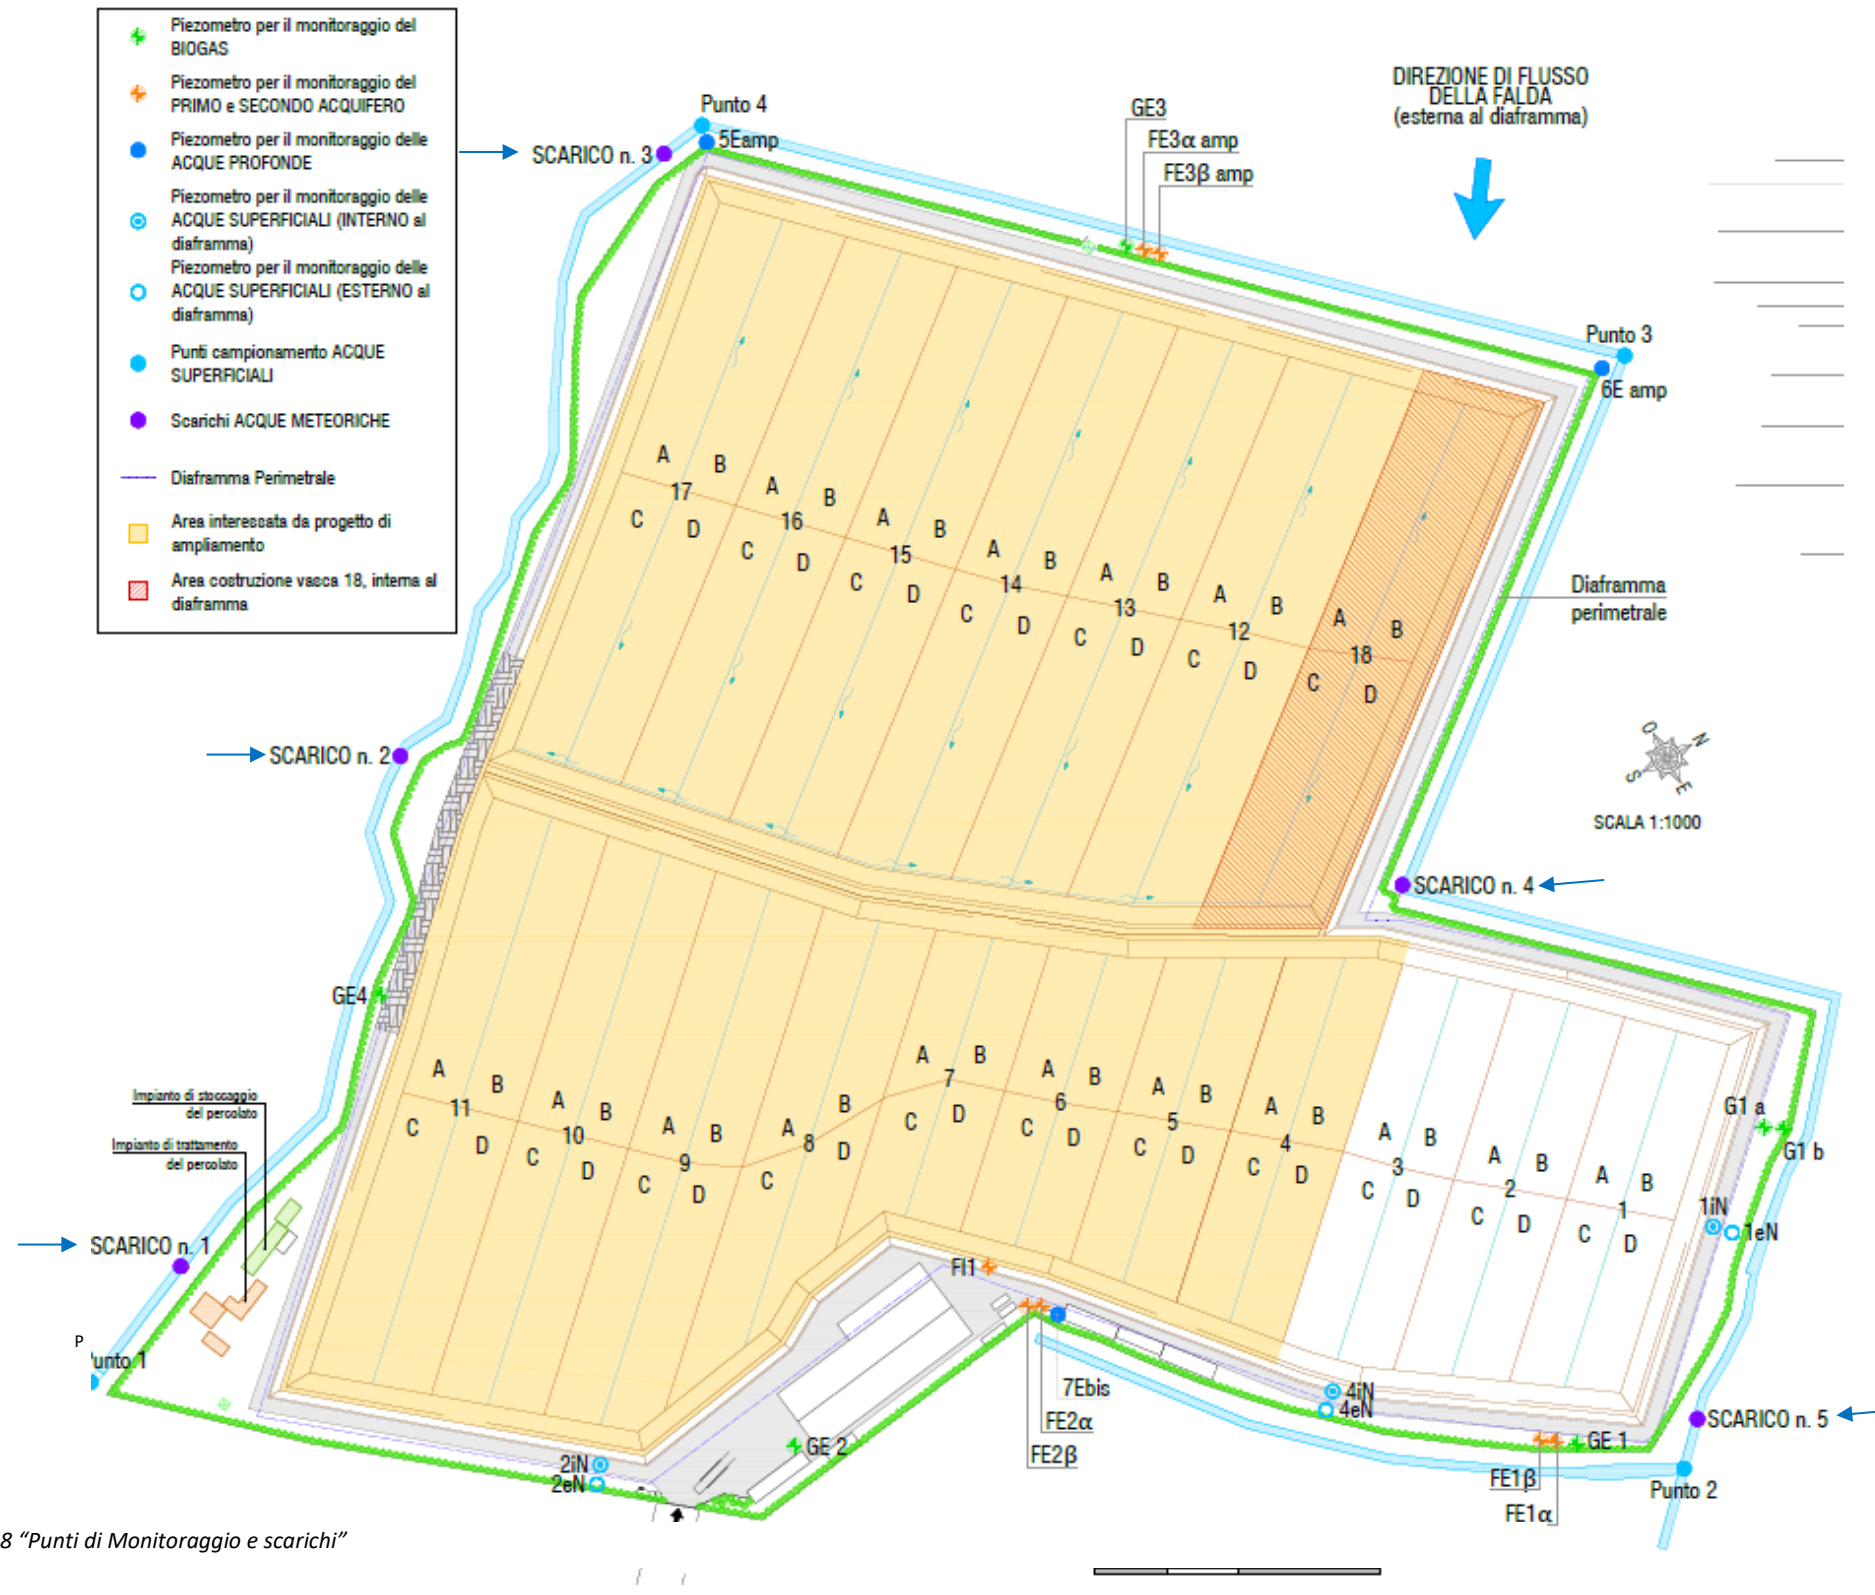 Piezometro per il monitoraggio del
BIOGAS
Piezometro per il monitoraggio del
PRIMO e SECONDO ACQUIFERO
Piezometro per il monitoraggio delle
ACQUE PROFONDE
Piezometro per il monitoraggio delle
ACQUE SUPERFICIALI (INTERNO al
diaframma)
Piezometro per il monitoraggio delle
ACQUE SUPERFICIALI (ESTERNO al
diaframma)
Punti campionamento ACQUE
SUPERFICIALI
Scarichi ACQUE METEORICHE
Diaframma Perimetrale
Area interessata da progetto di
ampliamento
Area costruzione vasca 18, interna al
diaframma
DIREZIONE DI FLUSSO
DELLA FALDA
(esterna al diaframma)
Punto 4
5Eamp
SCARICO n. 3
GE3
FE3α amp
FE3β amp
Punto 3
6E amp
A B
17
C D
A B
16
C D
A B
15
C D
A B
14
C D
A B
13
C D
A B
12
C D
A B
18
C D
Diaframma
perimetrale
O N
S E
SCALA 1:1000
SCARICO n. 2
SCARICO n. 4
GE4
A B
11
C D
A B
10
C D
A B
9
C D
A B
8
C D
A B
7
C D
A B
6
C D
A B
5
C D
A B
4
C D
A B
3
C D
A B
2
C D
A B
1
C D
G1 a
G1 b
1iN
1eN
Impianto di stoccaggio
del percolato
Impianto di trattamento
del percolato
SCARICO n. 1
P
unto 1
FI1
7Ebis
FE2α
FE2β
4iN
4eN
GE 2
2iN
2eN
GE 1
FE1β
FE1α
SCARICO n. 5
Punto 2
8 “Punti di Monitoraggio e scarichi”